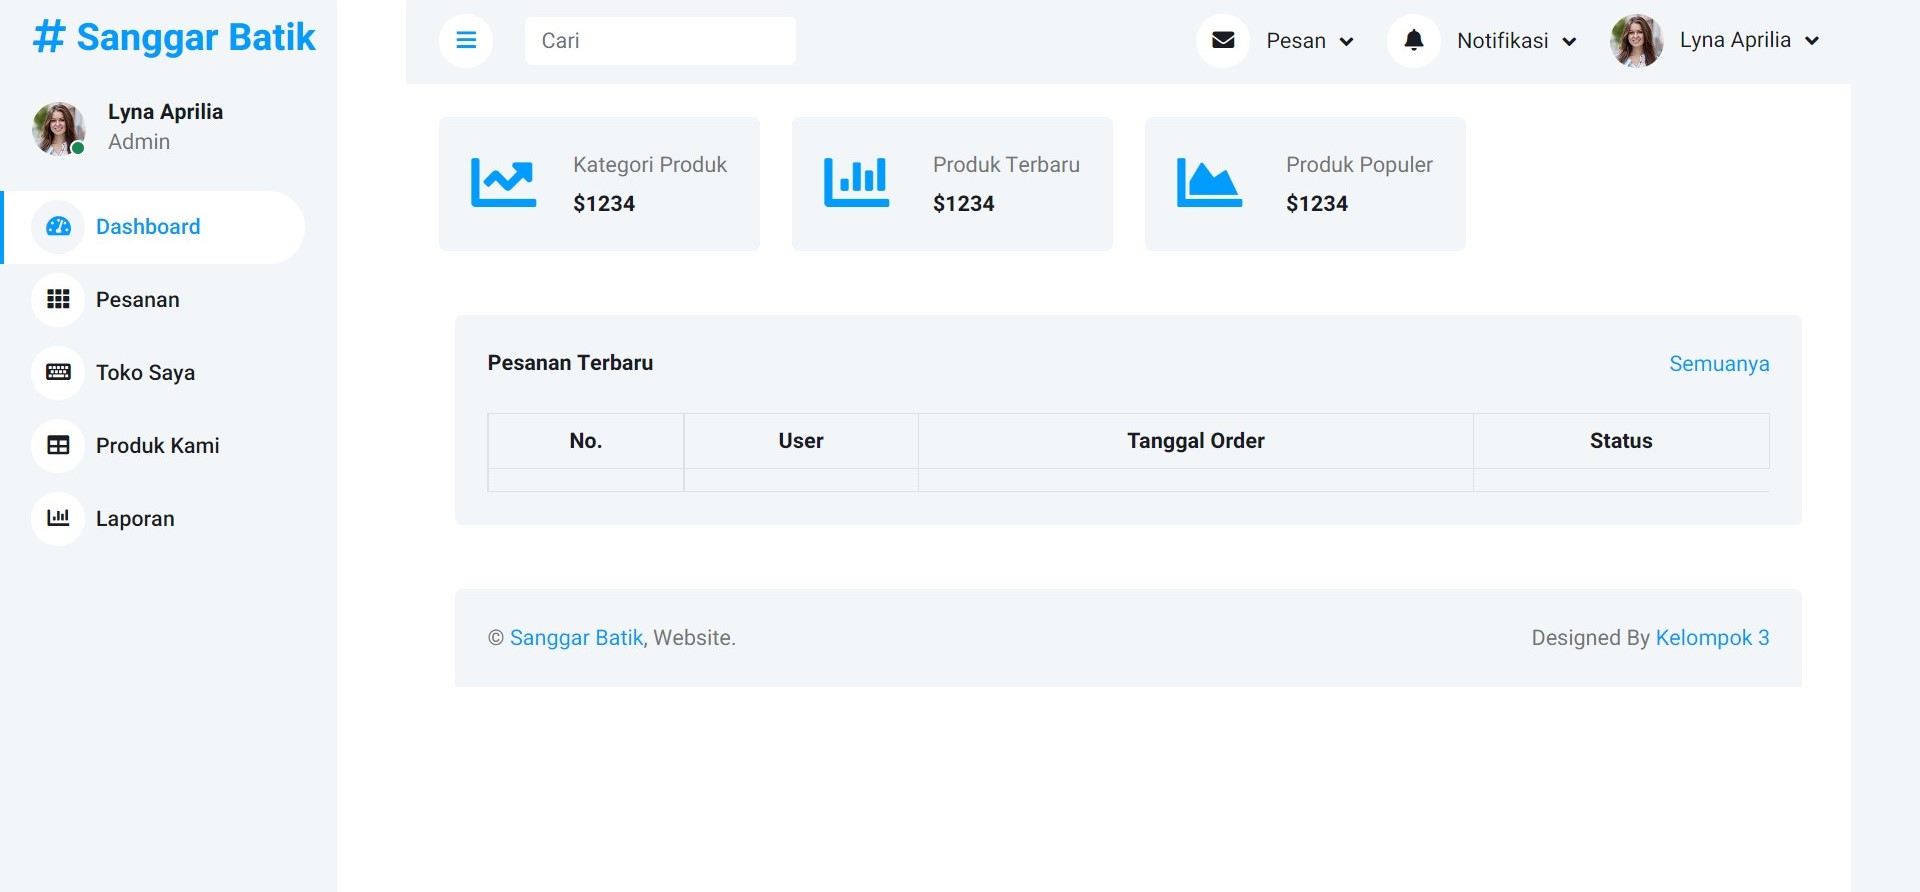 # Sanggar Batik
Lyna Aprilia
Admin
Dashboard
Pesanan
Toko Saya
Produk Kami
Laporan
Cari
Pesan
Notifikasi
Lyna Aprilia
Kategori Produk
$1234
Produk Terbaru
$1234
Produk Populer
$1234
Pesanan Terbaru
Semuanya
No. User Tanggal Order Status
© Sanggar Batik, Website.
Designed By Kelompok 3